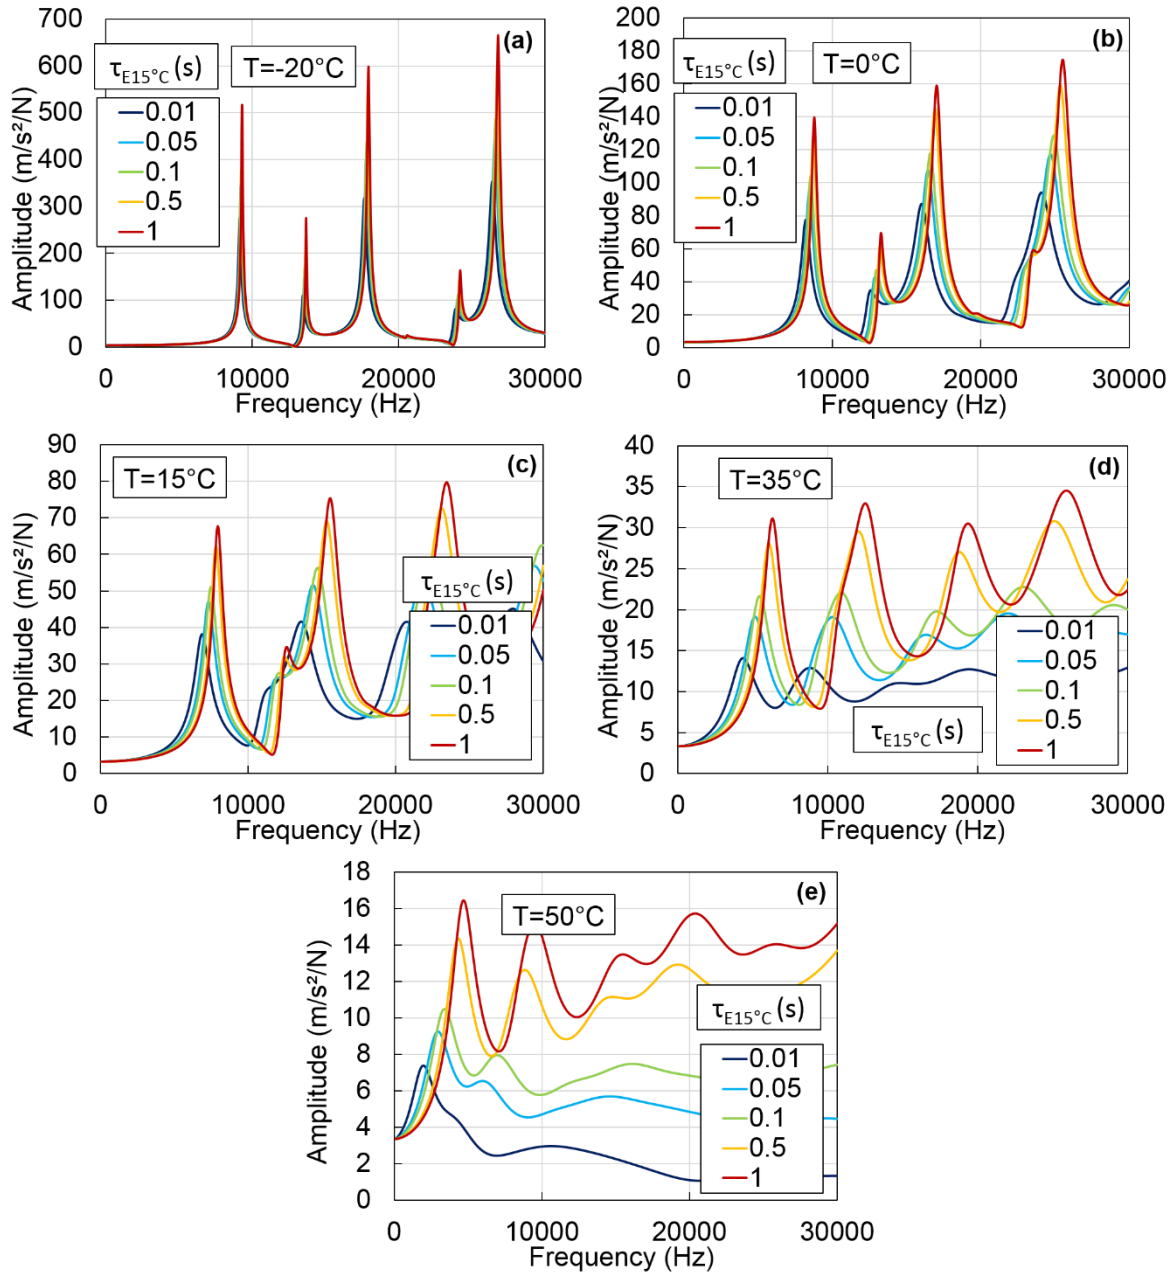 (a)
τE15°C (s)
T=-20°C
0.01
0.05
0.1
0.5
1
Amplitude (m/s²/N)
700
600
500
400
300
200
100
0
0 10000 20000 30000
Frequency (Hz)
(b)
τE15°C (s)
T=0°C
0.01
0.05
0.1
0.5
1
Amplitude (m/s²/N)
200
180
160
140
120
100
80
60
40
20
0
0 10000 20000 30000
Frequency (Hz)
(c)
T=15°C
τE15°C (s)
0.01
0.05
0.1
0.5
1
Amplitude (m/s²/N)
90
80
70
60
50
40
30
20
10
0
0 10000 20000 30000
Frequency (Hz)
(d)
T=35°C
0.01
0.05
0.1
0.5
1
τE15°C (s)
Amplitude (m/s²/N)
40
35
30
25
20
15
10
5
0
0 10000 20000 30000
Frequency (Hz)
(e)
T=50°C
τE15°C (s)
0.01
0.05
0.1
0.5
1
Amplitude (m/s²/N)
18
16
14
12
10
8
6
4
2
0
0 10000 20000 30000
Frequency (Hz)